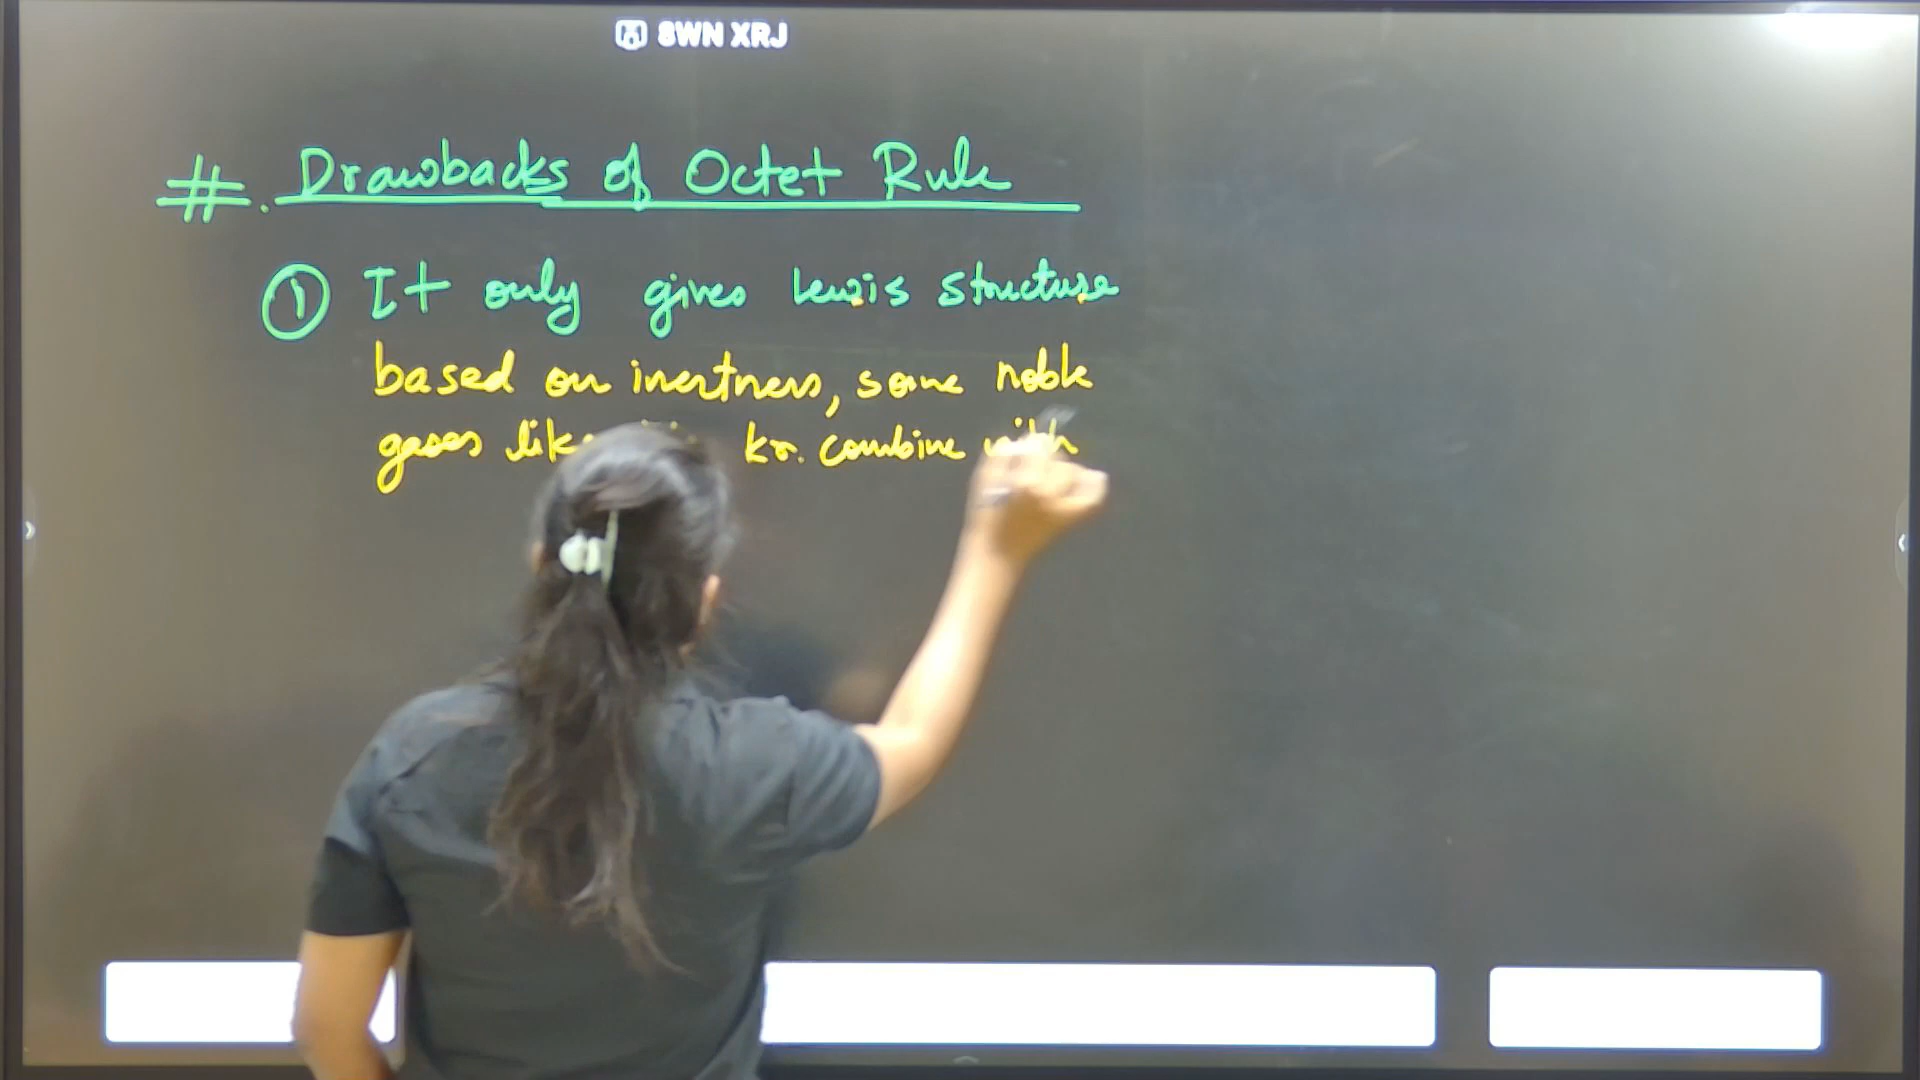 8WN XRJ
#. Drawbacks of Octet Rule
① It only gives lewis structure
based on inertness, some noble
gases like Kr. combine with